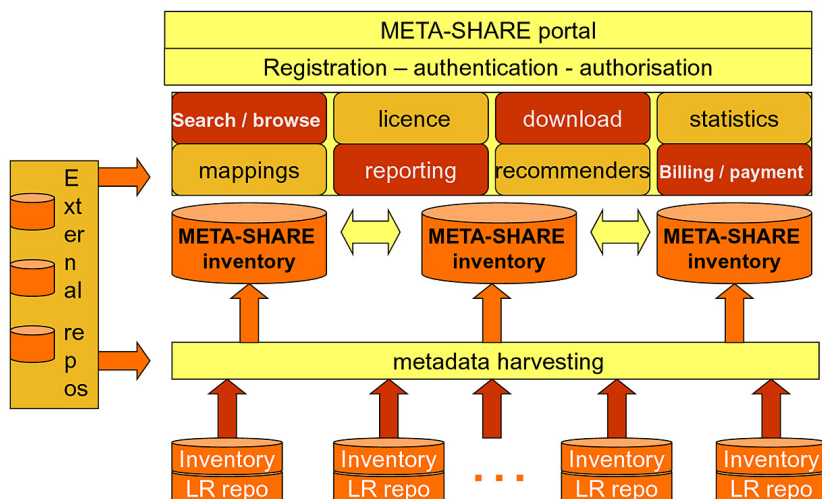 META-SHARE portal
Registration – authentication - authorisation
Search / browse
licence
download
statistics
mappings
reporting
recommenders
Billing / payment
E
xt
er
n
al
re
p
os
META-SHARE
inventory
META-SHARE
inventory
META-SHARE
inventory
metadata harvesting
Inventory
LR repo
Inventory
LR repo
...
Inventory
LR repo
Inventory
LR repo